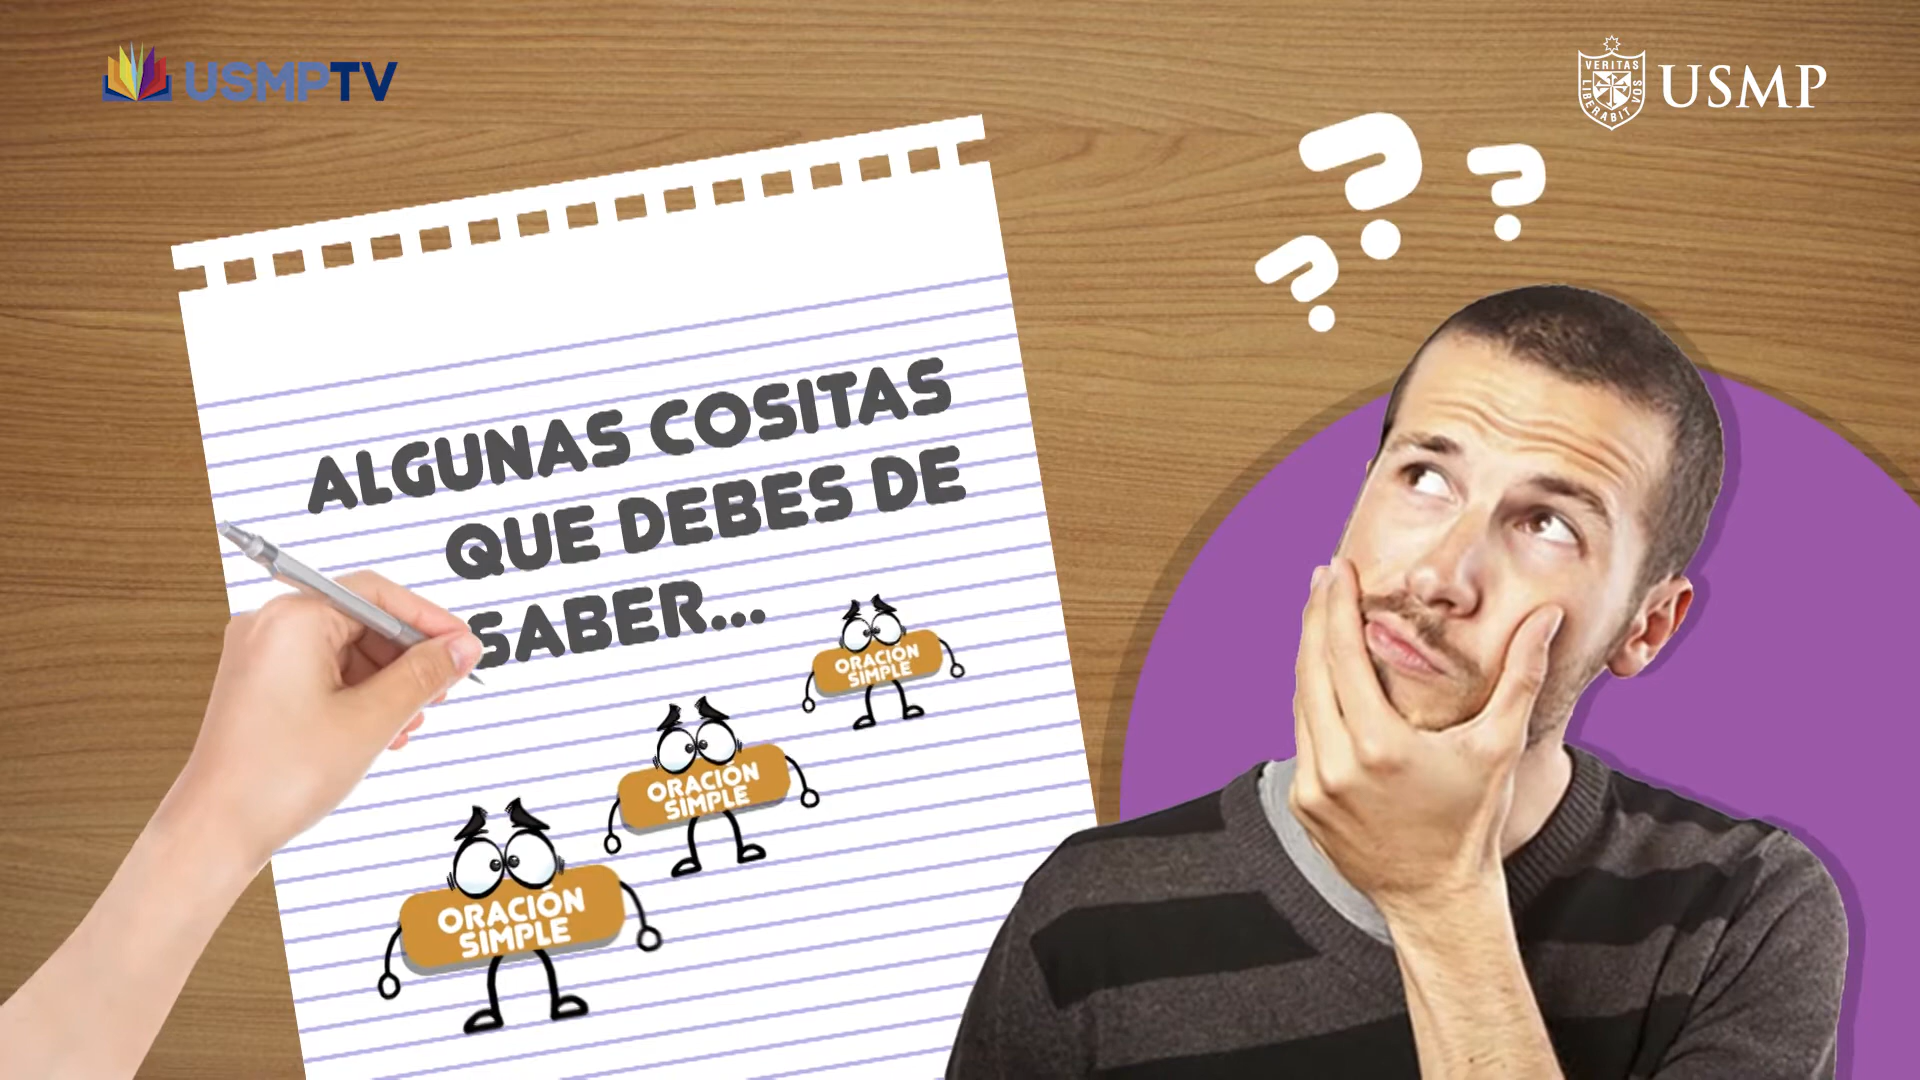 USMPTV
VERITAS
LIBERABIT VOS
USMP
ALGUNAS COSITAS
QUE DEBES DE
SABER...
ORACIÓN
SIMPLE
ORACIÓN
SIMPLE
ORACIÓN
SIMPLE